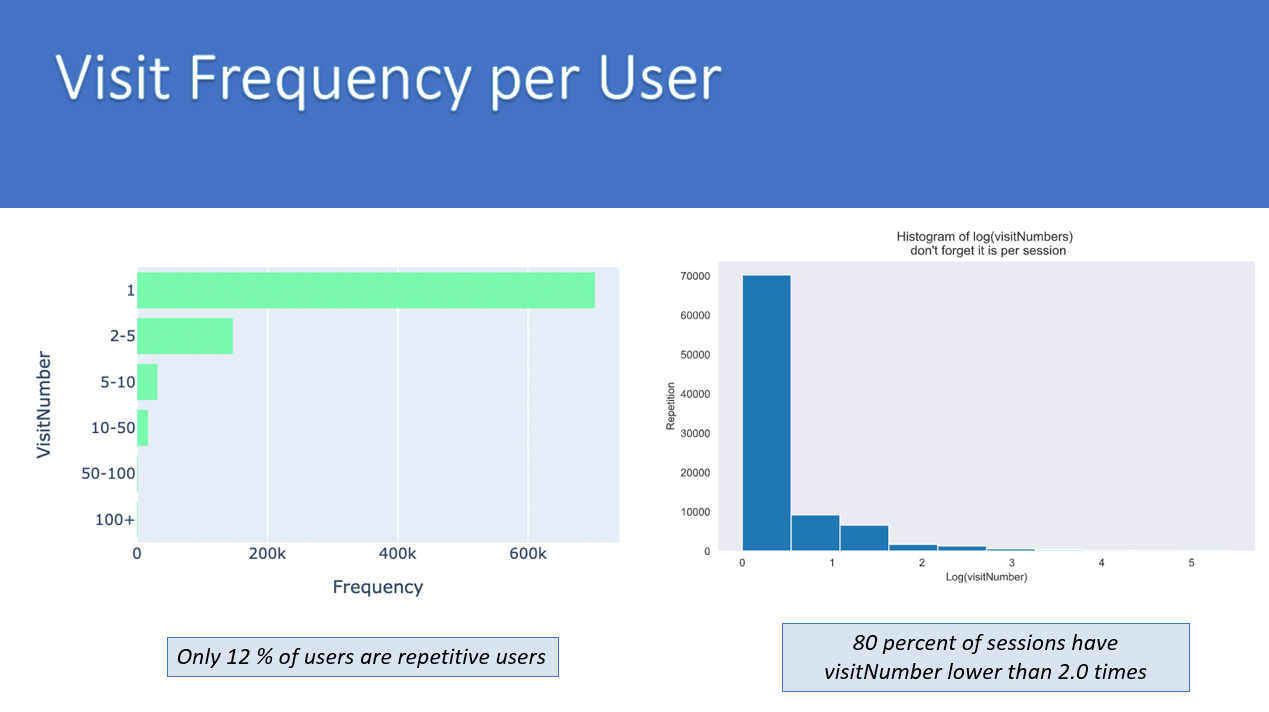 Visit Frequency per User
VisitNumber
1
2-5
5-10
10-50
50-100
100+
0 200k 400k 600k
Frequency
Only 12 % of users are repetitive users
Histogram of log(visitNumbers)
don't forget it is per session
Repetition
70000
60000
50000
40000
30000
20000
10000
0
0 1 2 3 4 5
Log(visitNumber)
80 percent of sessions have
visitNumber lower than 2.0 times